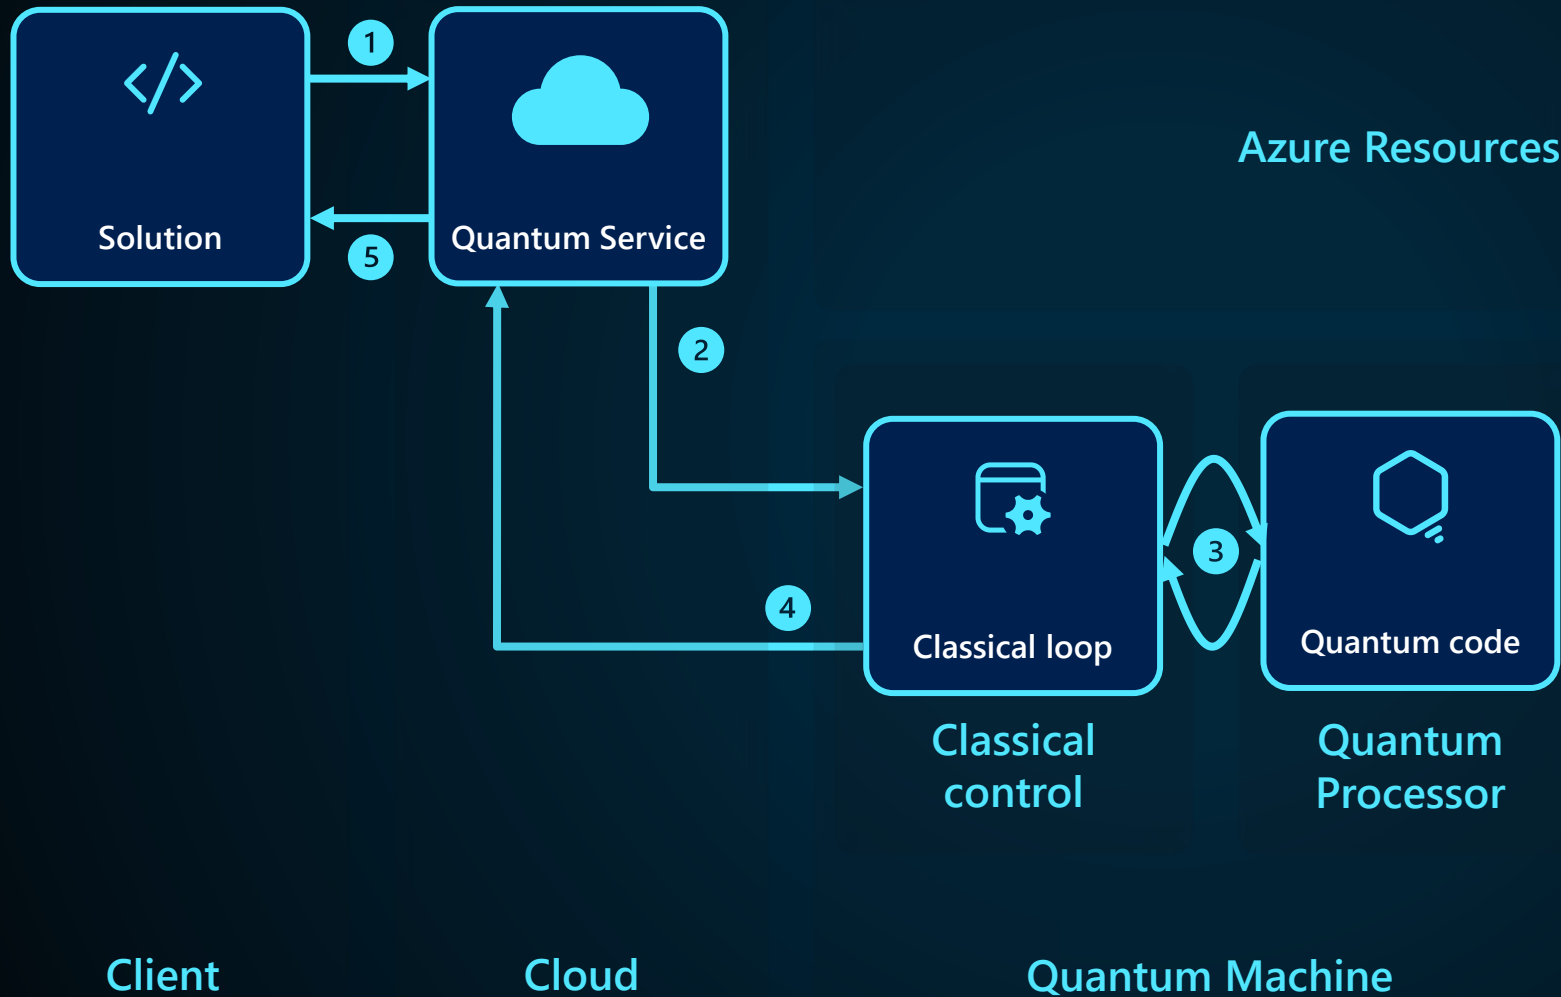 1
Azure Resources
Solution
Quantum Service
5
2
3
4
Classical loop
Quantum code
Classical
control
Quantum
Processor
Client
Cloud
Quantum Machine